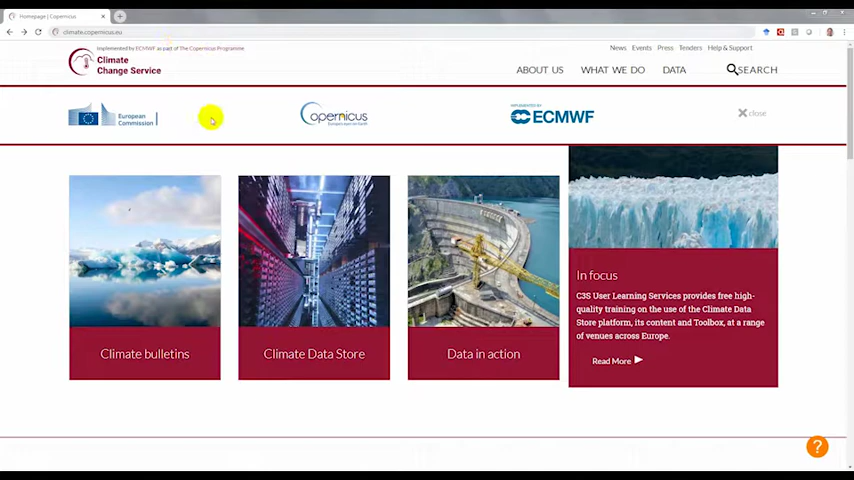 Homepage | Copernicus
climate.copernicus.eu
Implemented by ECMWF as part of The Copernicus Programme
News Events Press Tenders Help & Support
Climate
Change Service
ABOUT US WHAT WE DO DATA SEARCH
European
Commission
Copernicus
Europe's eyes on Earth
IMPLEMENTED BY
ECMWF
close
In focus
C3S User Learning Services provides free high-
quality training on the use of the Climate Data
Store platform, its content and Toolbox, at a range
of venues across Europe.
Read More
Climate bulletins
Climate Data Store
Data in action
?